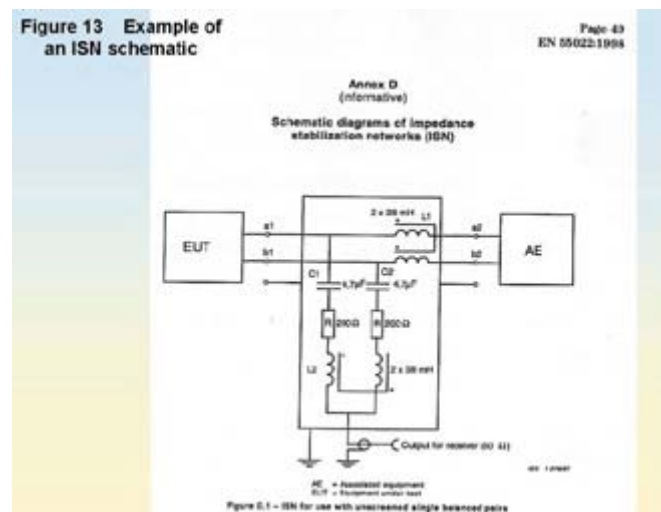 Figure 13 Example of
an ISN schematic
Page 49
EN 55022:1998
Annex D
(informative)
Schematic diagrams of impedance
stabilization networks (ISN)
2 x 38 mH L1
a1
a2
EUT
AE
b1
b2
C1
C2
4,7µF
4,7µF
R 200Ω
R 200Ω
L2
2 x 38 mH
Output for receiver (50 Ω)
AE = Associated equipment
EUT = Equipment under test
Figure D.1 – ISN for use with unscreened single balanced pairs